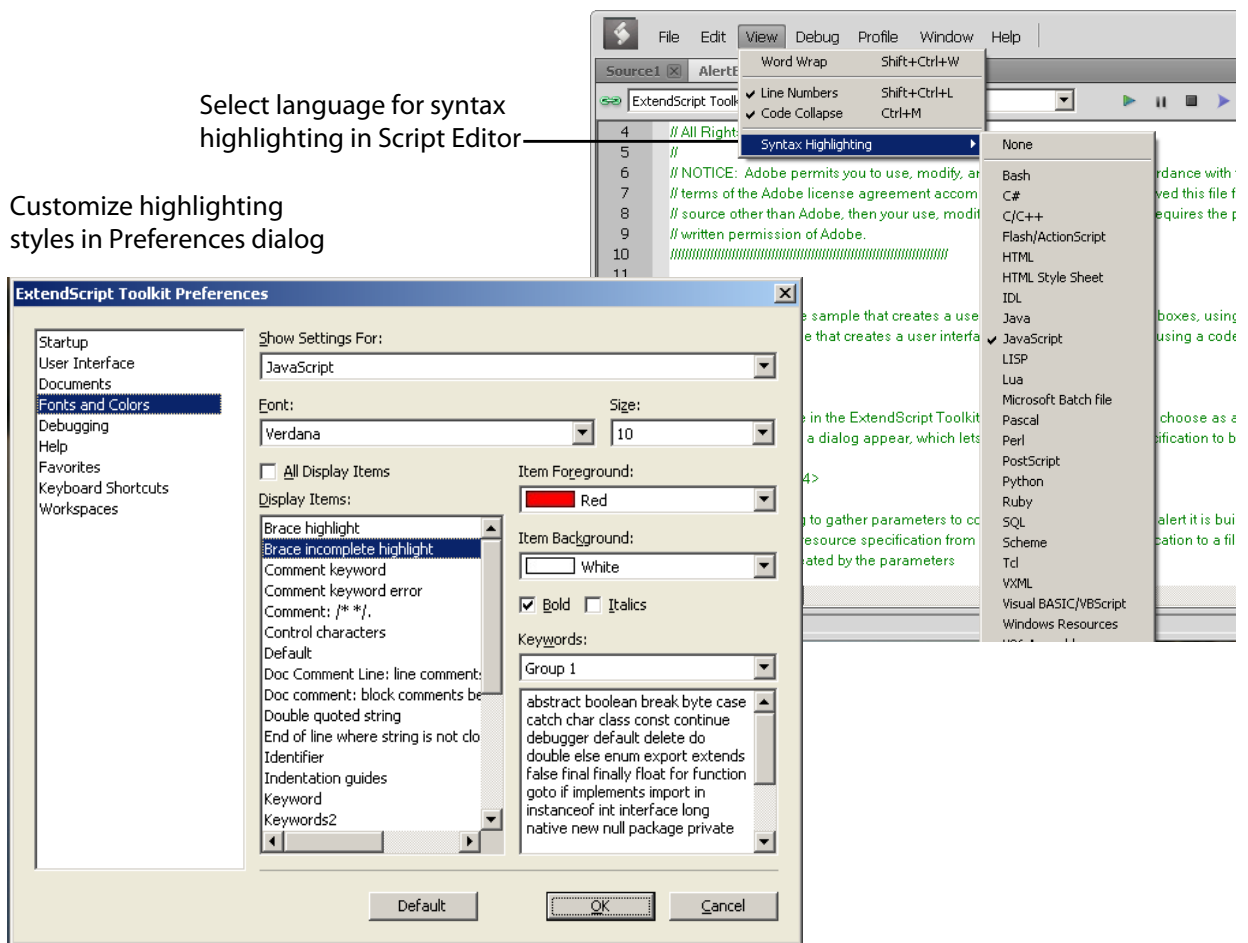 File Edit View Debug Profile Window Help
Source1
Word Wrap Shift+Ctrl+W
Line Numbers Shift+Ctrl+L
Code Collapse Ctrl+M
Syntax Highlighting
None
Bash
C#
C/C++
Flash/ActionScript
HTML
HTML Style Sheet
IDL
Java
JavaScript
LISP
Lua
Microsoft Batch file
Pascal
Perl
PostScript
Python
Ruby
SQL
Scheme
Tcl
VXML
Visual BASIC/VBScript
Windows Resources
4 // All Right
5 //
6 // NOTICE: Adobe permits you to use, modify, rdance with
7 // terms of the Adobe license agreement accom ved this file f
8 // source other than Adobe, then your use, modif equires the p
9 // written permission of Adobe.
10 ////////////////////////////////////////////////////////////////////////////////
11
sample that creates a use boxes, using
e that creates a user interfa using a code
in the ExtendScript Toolkit choose as a
a dialog appear, which lets ification to b
4>
to gather parameters to co alert it is bui
resource specification from cation to a fil
ated by the parameters
Select language for syntax
highlighting in Script Editor
Customize highlighting
styles in Preferences dialog
ExtendScript Toolkit Preferences
Startup
User Interface
Documents
Fonts and Colors
Debugging
Help
Favorites
Keyboard Shortcuts
Workspaces
Show Settings For:
JavaScript
Font:
Size:
Verdana
10
All Display Items
Display Items:
Brace highlight
Brace incomplete highlight
Comment keyword
Comment keyword error
Comment: /* */.
Control characters
Default
Doc Comment Line: line comment
Doc comment: block comments be
Double quoted string
End of line where string is not clo
Identifier
Indentation guides
Keyword
Keywords2
Item Foreground:
Red
Item Background:
White
Bold Italics
Keywords:
Group 1
abstract boolean break byte case
catch char class const continue
debugger default delete do
double else enum export extends
false final finally float for function
goto if implements import in
instanceof int interface long
native new null package private
Default OK Cancel